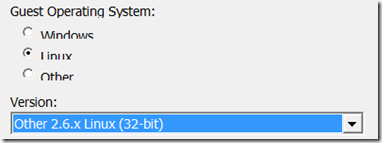 Guest Operating System:
Windows
Linux
Other
Version:
Other 2.6.x Linux (32-bit)